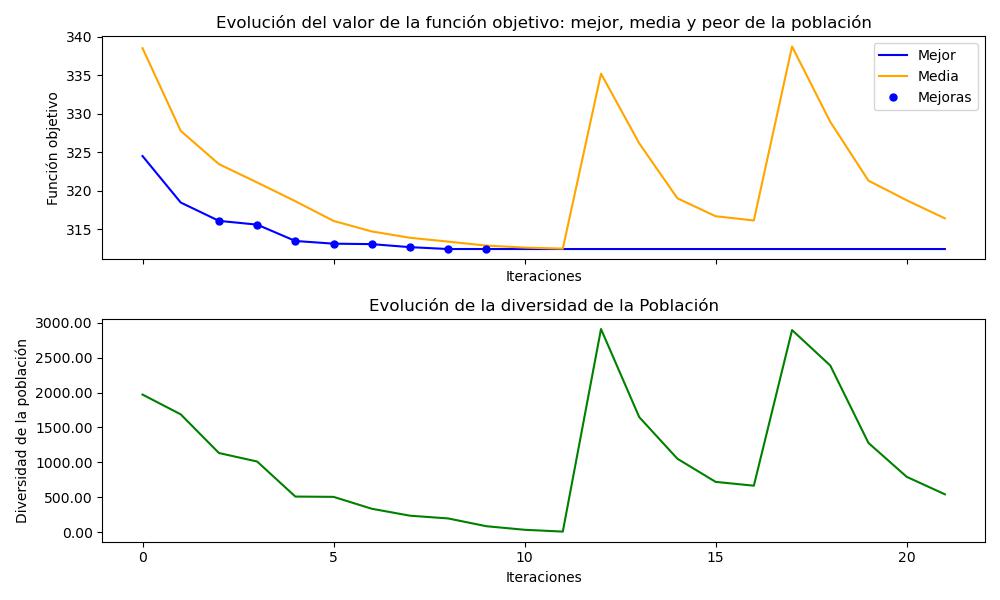 Evolución del valor de la función objetivo: mejor, media y peor de la población
Función objetivo
340
335
330
325
320
315
Mejor
Media
Mejoras
Iteraciones
Evolución de la diversidad de la Población
Diversidad de la población
3000.00
2500.00
2000.00
1500.00
1000.00
500.00
0.00
0 5 10 15 20
Iteraciones